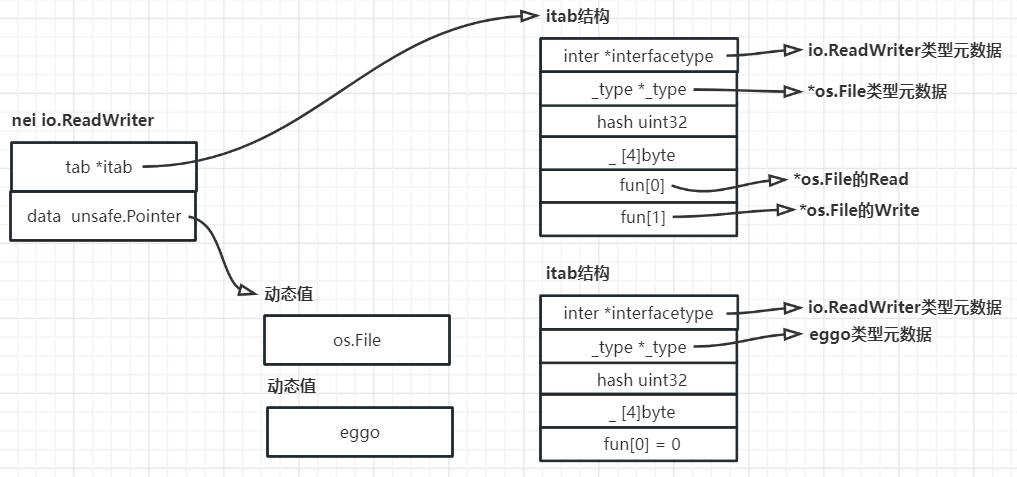 itab结构
inter *interfacetype
io.ReadWriter类型元数据
_type *_type
*os.File类型元数据
hash uint32
_ [4]byte
fun[0]
*os.File的Read
fun[1]
*os.File的Write
nei io.ReadWriter
tab *itab
data unsafe.Pointer
动态值
os.File
动态值
eggo
itab结构
inter *interfacetype
io.ReadWriter类型元数据
_type *_type
eggo类型元数据
hash uint32
_ [4]byte
fun[0] = 0